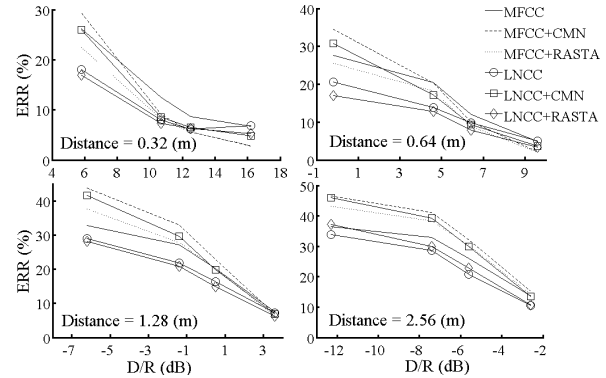 30
20
10
0
ERR (%)
Distance = 0.32 (m)
4 6 8 10 12 14 16 18
40
30
20
10
0
Distance = 0.64 (m)
-1 1 3 5 7 9
MFCC
MFCC+CMN
MFCC+RASTA
LNCC
LNCC+CMN
LNCC+RASTA
40
30
20
10
0
ERR (%)
Distance = 1.28 (m)
-7 -5 -3 -1 1 3
D/R (dB)
50
40
30
20
10
0
Distance = 2.56 (m)
-12 -10 -8 -6 -4 -2
D/R (dB)